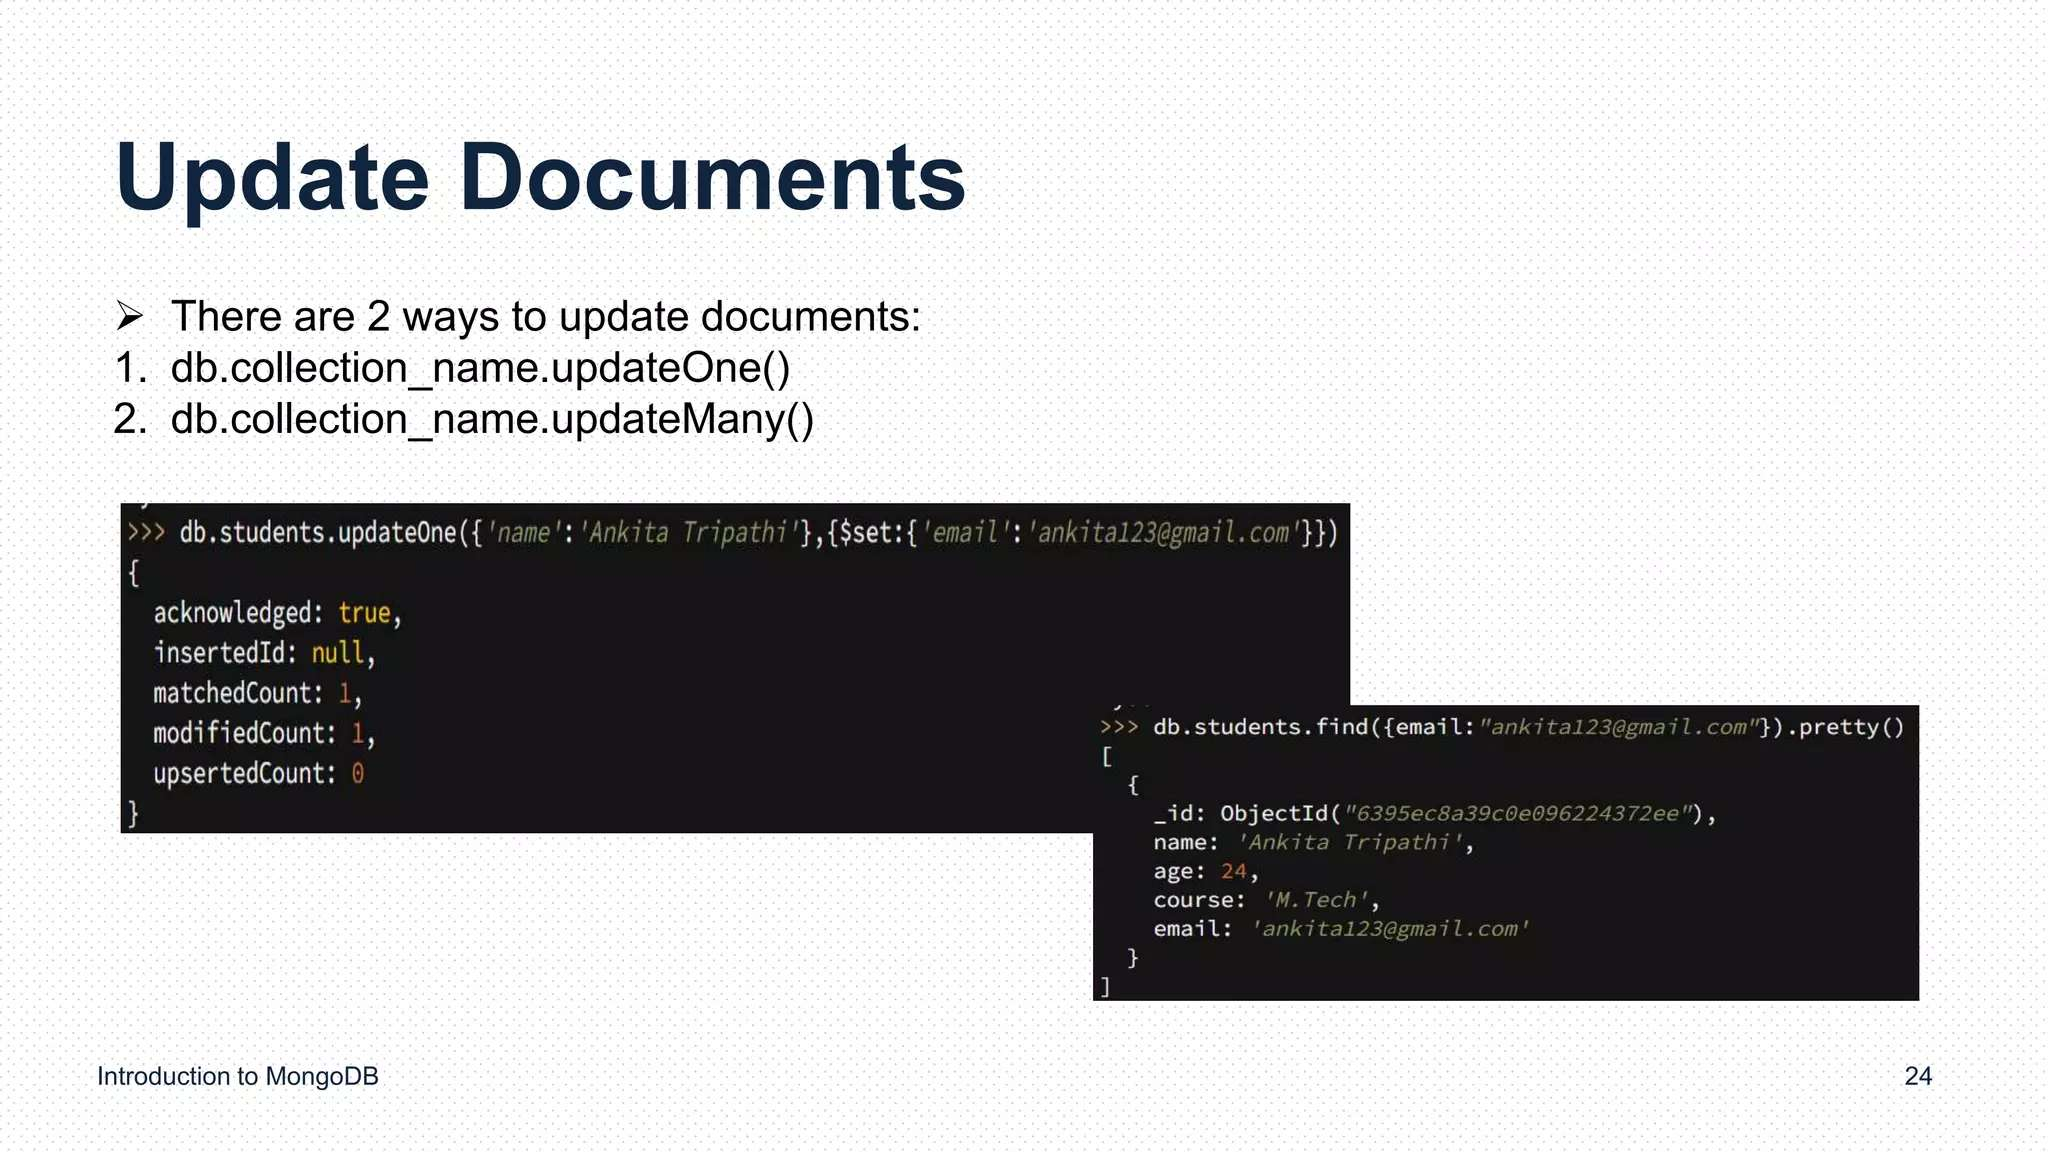 Update Documents
➢ There are 2 ways to update documents:
1. db.collection_name.updateOne()
2. db.collection_name.updateMany()
>>> db.students.updateOne({'name':'Ankita Tripathi'},{$set:{'email':'ankita123@gmail.com'}})
{
acknowledged: true,
insertedId: null,
matchedCount: 1,
modifiedCount: 1,
upsertedCount: 0
}
>>> db.students.find({email:"ankita123@gmail.com"}).pretty()
[
{
_id: ObjectId("6395ec8a39c0e096224372ee"),
name: 'Ankita Tripathi',
age: 24,
course: 'M.Tech',
email: 'ankita123@gmail.com'
}
]
Introduction to MongoDB
24